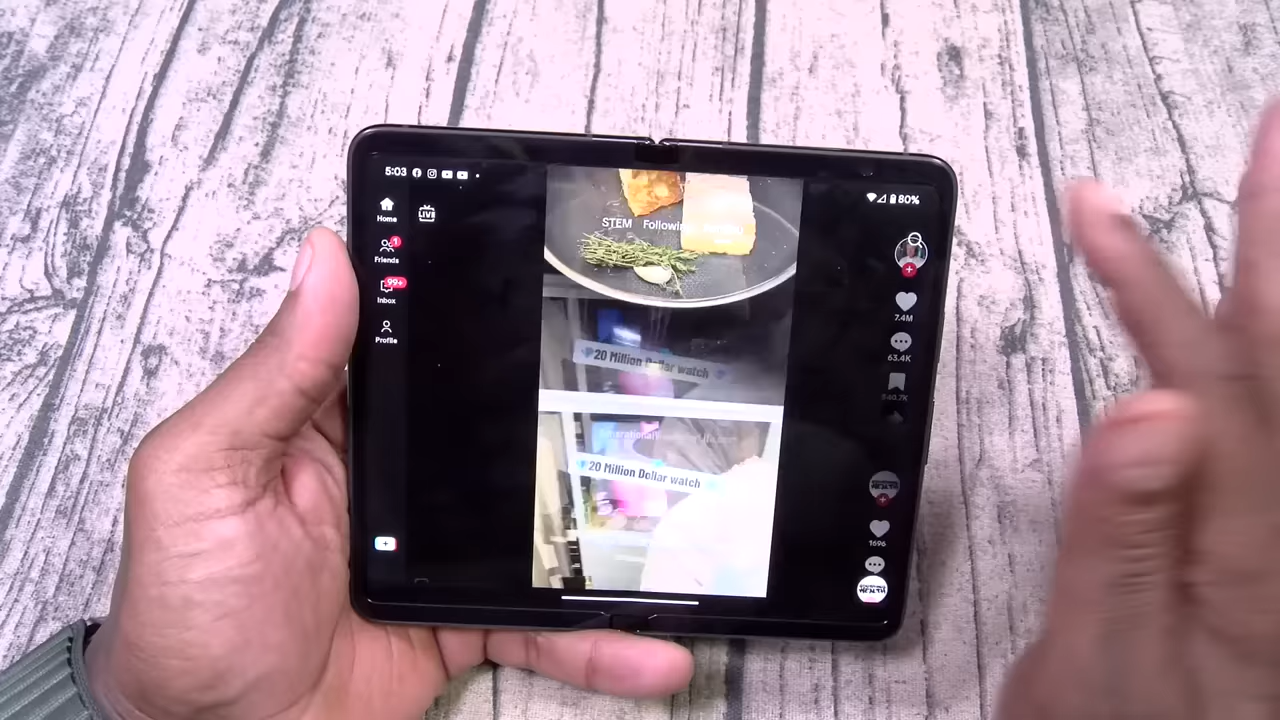 5:03
80%
Home
LIVE
STEM Followin
1
Friends
99+
Inbox
7.4M
Profile
63.4K
20 Million Dollar watch
20 Million Dollar watch
1696